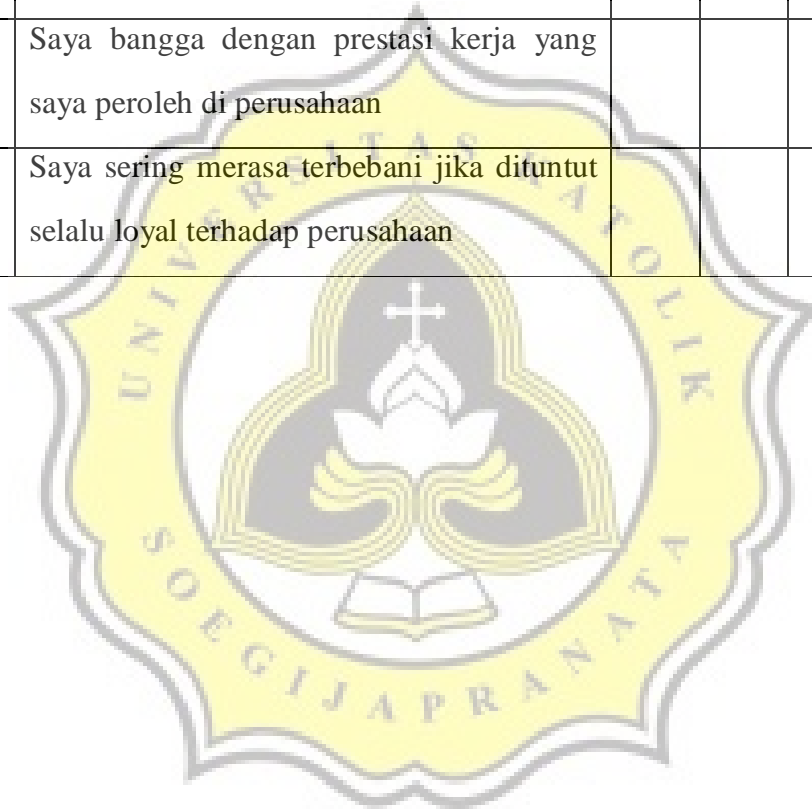 Saya bangga dengan prestasi kerja yang
saya peroleh di perusahaan
Saya sering merasa terbebani jika dituntut
selalu loyal terhadap perusahaan
UNIVERSITAS KATOLIK
SOEGIJAPRANATA